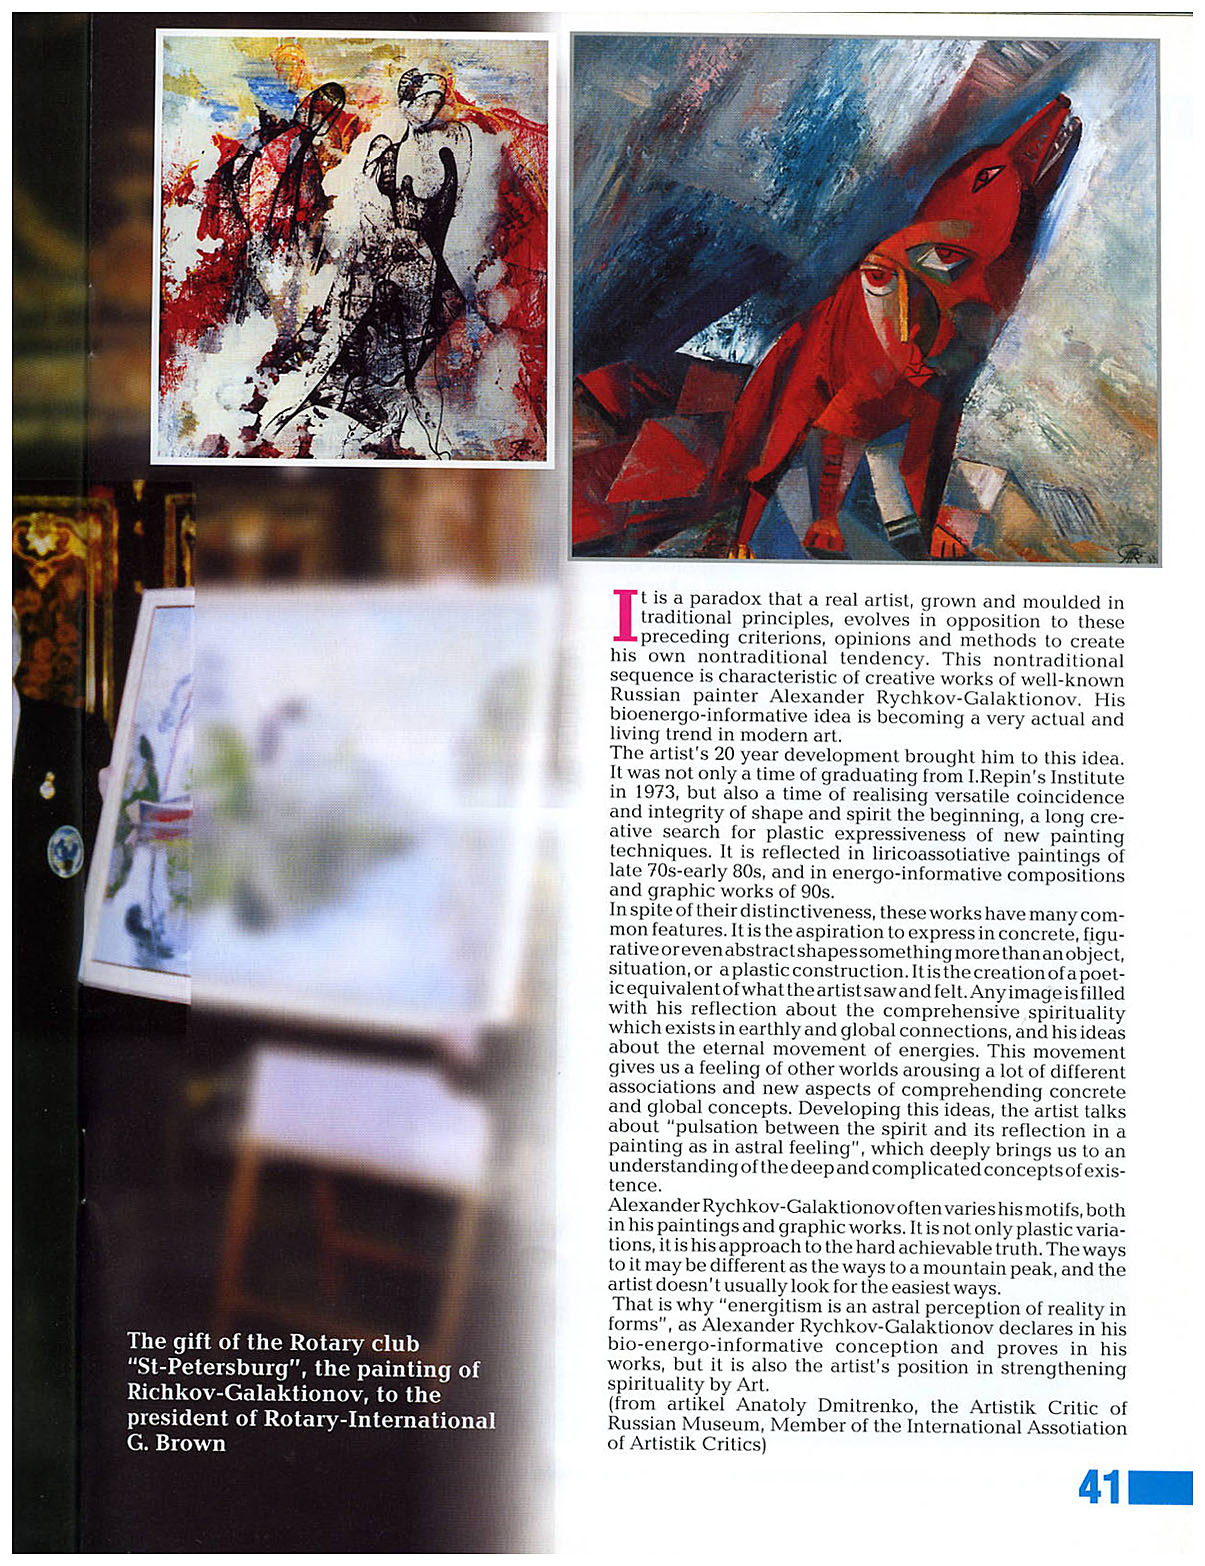 It is a paradox that a real artist, grown and moulded in
traditional principles, evolves in opposition to these
preceding criterions, opinions and methods to create
his own nontraditional tendency. This nontraditional
sequence is characteristic of creative works of well-known
Russian painter Alexander Rychkov-Galaktionov. His
bioenergo-informative idea is becoming a very actual and
living trend in modern art.
The artist's 20 year development brought him to this idea.
It was not only a time of graduating from I.Repin's Institute
in 1973, but also a time of realising versatile coincidence
and integrity of shape and spirit the beginning, a long cre-
ative search for plastic expressiveness of new painting
techniques. It is reflected in liricoassotiative paintings of
late 70s-early 80s, and in energo-informative compositions
and graphic works of 90s.
In spite of their distinctiveness, these works have many com-
mon features. It is the aspiration to express in concrete, figu-
rative or even abstract shapes something more than an object,
situation, or a plastic construction. It is the creation of a poet-
ic equivalent of what the artist saw and felt. Any image is filled
with his reflection about the comprehensive spirituality
which exists in earthly and global connections, and his ideas
about the eternal movement of energies. This movement
gives us a feeling of other worlds arousing a lot of different
associations and new aspects of comprehending concrete
and global concepts. Developing this ideas, the artist talks
about "pulsation between the spirit and its reflection in a
painting as in astral feeling", which deeply brings us to an
understanding of the deep and complicated concepts of exis-
tence.
Alexander Rychkov-Galaktionov often varies his motifs, both
in his paintings and graphic works. It is not only plastic varia-
tions, it is his approach to the hard achievable truth. The ways
to it may be different as the ways to a mountain peak, and the
artist doesn't usually look for the easiest ways.
That is why "energitism is an astral perception of reality in
forms", as Alexander Rychkov-Galaktionov declares in his
bio-energo-informative conception and proves in his
works, but it is also the artist's position in strengthening
spirituality by Art.
(from artikel Anatoly Dmitrenko, the Artistik Critic of
Russian Museum, Member of the International Assotiation
of Artistik Critics)
The gift of the Rotary club
"St-Petersburg", the painting of
Richkov-Galaktionov, to the
president of Rotary-International
G. Brown
41